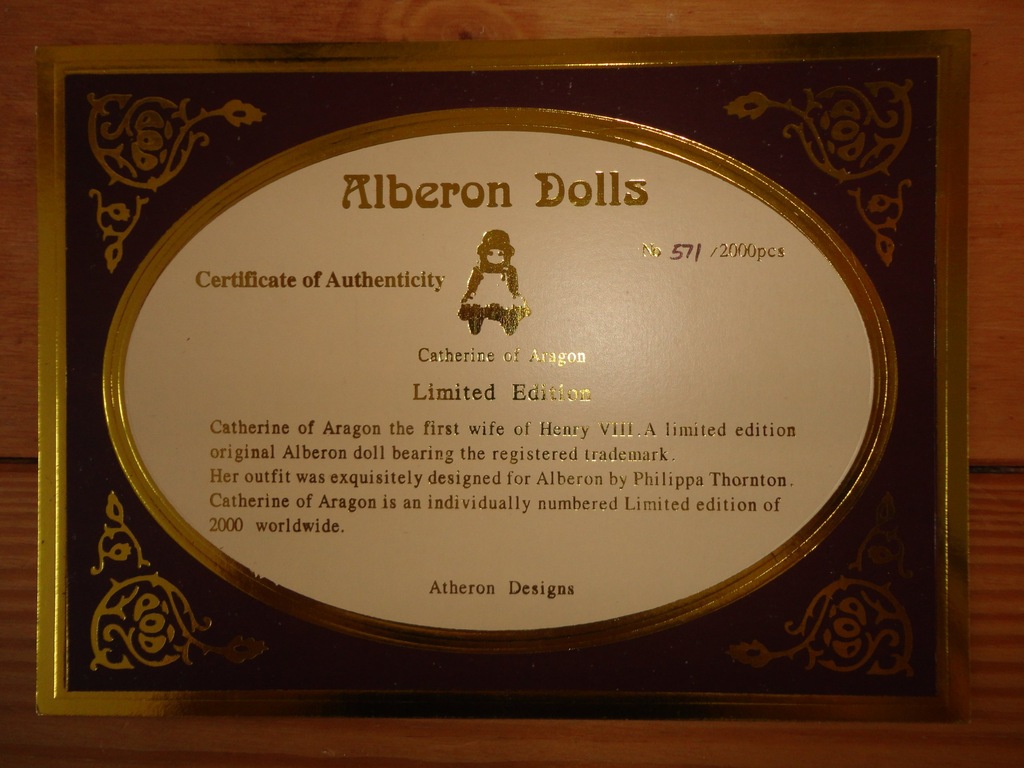 Alberon Dolls
No 571 /2000pcs
Certificate of Authenticity
Catherine of Aragon
Limited Edition
Catherine of Aragon the first wife of Henry VIII. A limited edition
original Alberon doll bearing the registered trademark.
Her outfit was exquisitely designed for Alberon by Philippa Thornton.
Catherine of Aragon is an individually numbered Limited edition of
2000 worldwide.
Atheron Designs